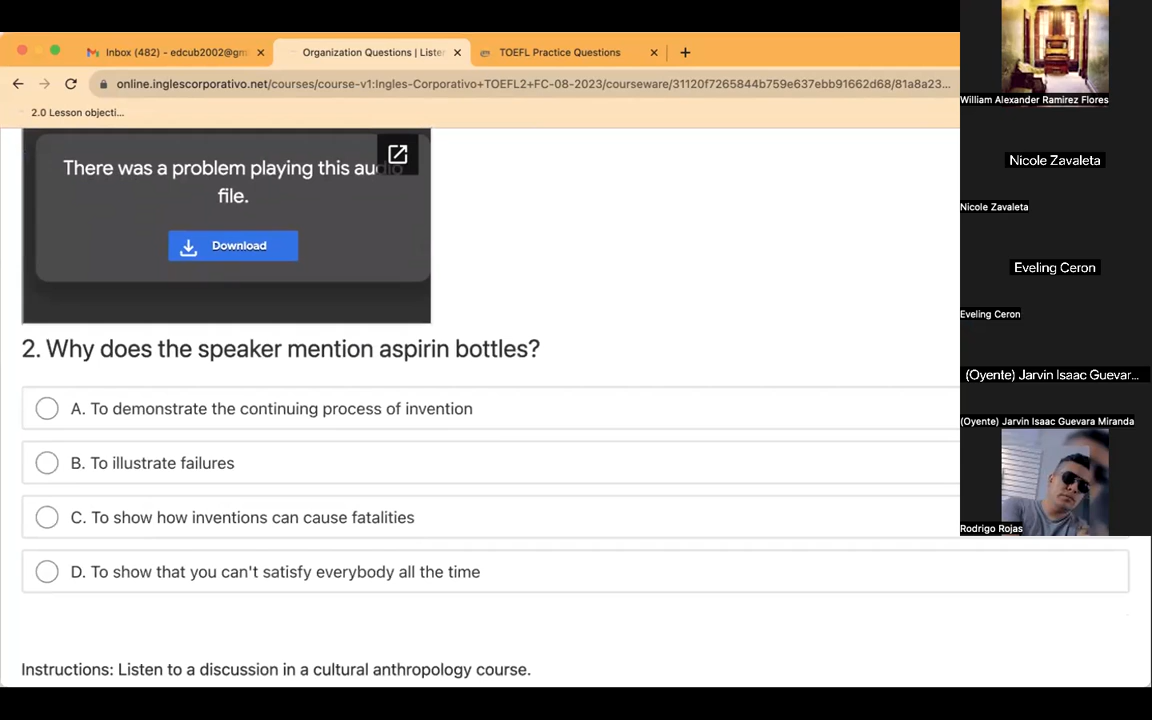 Inbox (482) - edcub2002@gm
Organization Questions | Lister
TOEFL Practice Questions
online.inglescorporativo.net/courses/course-v1:Ingles-Corporativo+TOEFL2+FC-08-2023/courseware/31120f7265844b759e637ebb91662d68/81a8a23...
2.0 Lesson objecti...
There was a problem playing this audio
file.
Download
2. Why does the speaker mention aspirin bottles?
A. To demonstrate the continuing process of invention
B. To illustrate failures
C. To show how inventions can cause fatalities
D. To show that you can't satisfy everybody all the time
Instructions: Listen to a discussion in a cultural anthropology course.
William Alexander Ramirez Flores
Nicole Zavaleta
Nicole Zavaleta
Eveling Ceron
Eveling Ceron
(Oyente) Jarvin Isaac Guevar...
(Oyente) Jarvin Isaac Guevara Miranda
Rodrigo Rojas